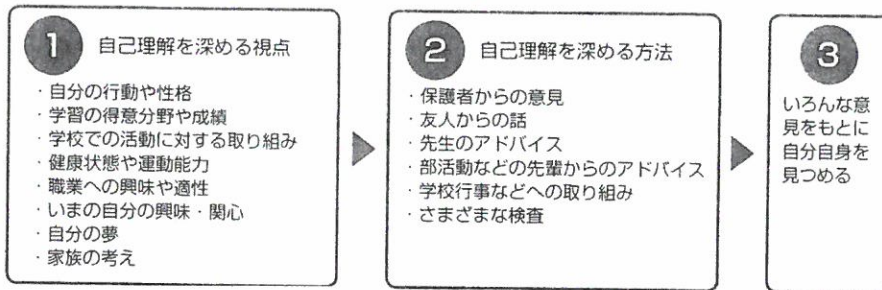 1 自己理解を深める視点
・自分の行動や性格
・学習の得意分野や成績
・学校での活動に対する取り組み
・健康状態や運動能力
・職業への興味や適性
・いまの自分の興味・関心
・自分の夢
・家族の考え
2 自己理解を深める方法
・保護者からの意見
・友人からの話
・先生のアドバイス
・部活動などの先輩からのアドバイス
・学校行事などへの取り組み
・さまざまな検査
3
いろんな意
見をもとに
自分自身を
見つめる